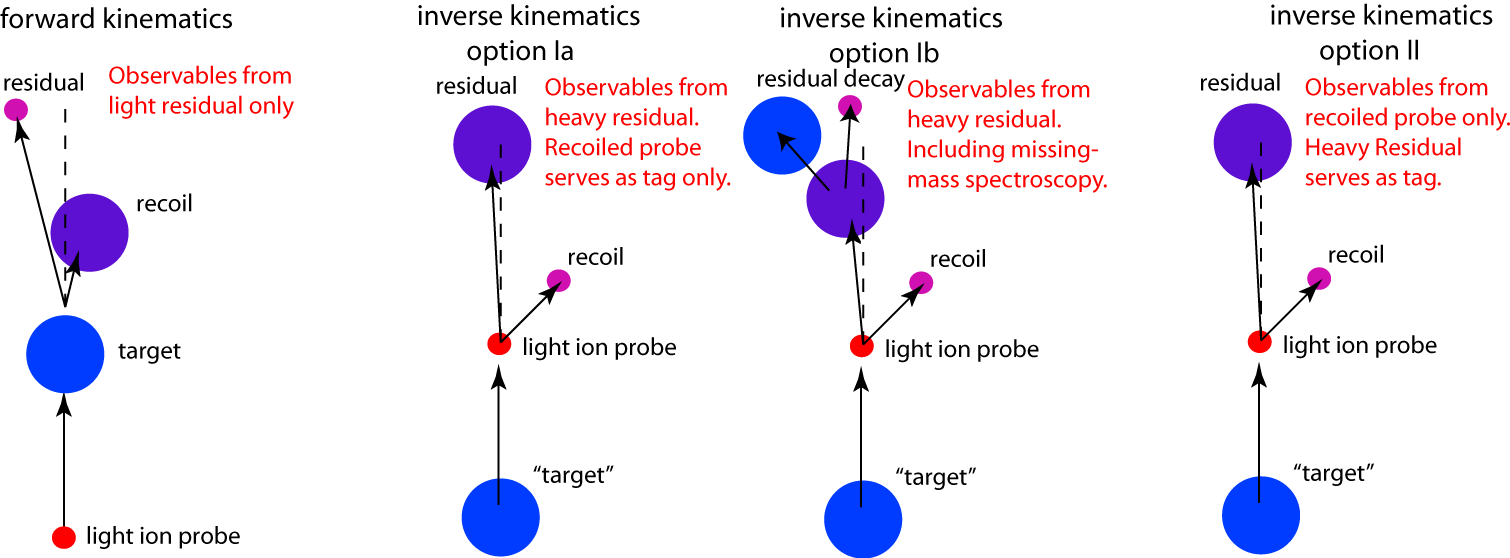 forward kinematics
residual
Observables from
light residual only
recoil
target
light ion probe
inverse kinematics
option Ia
residual
Observables from
heavy residual.
Recoiled probe
serves as tag only.
recoil
light ion probe
“target”
inverse kinematics
option Ib
residual decay
Observables from
heavy residual.
Including missing-
mass spectroscopy.
recoil
light ion probe
“target”
inverse kinematics
option II
residual
Observables from
recoiled probe only.
Heavy Residual
serves as tag.
recoil
light ion probe
“target”